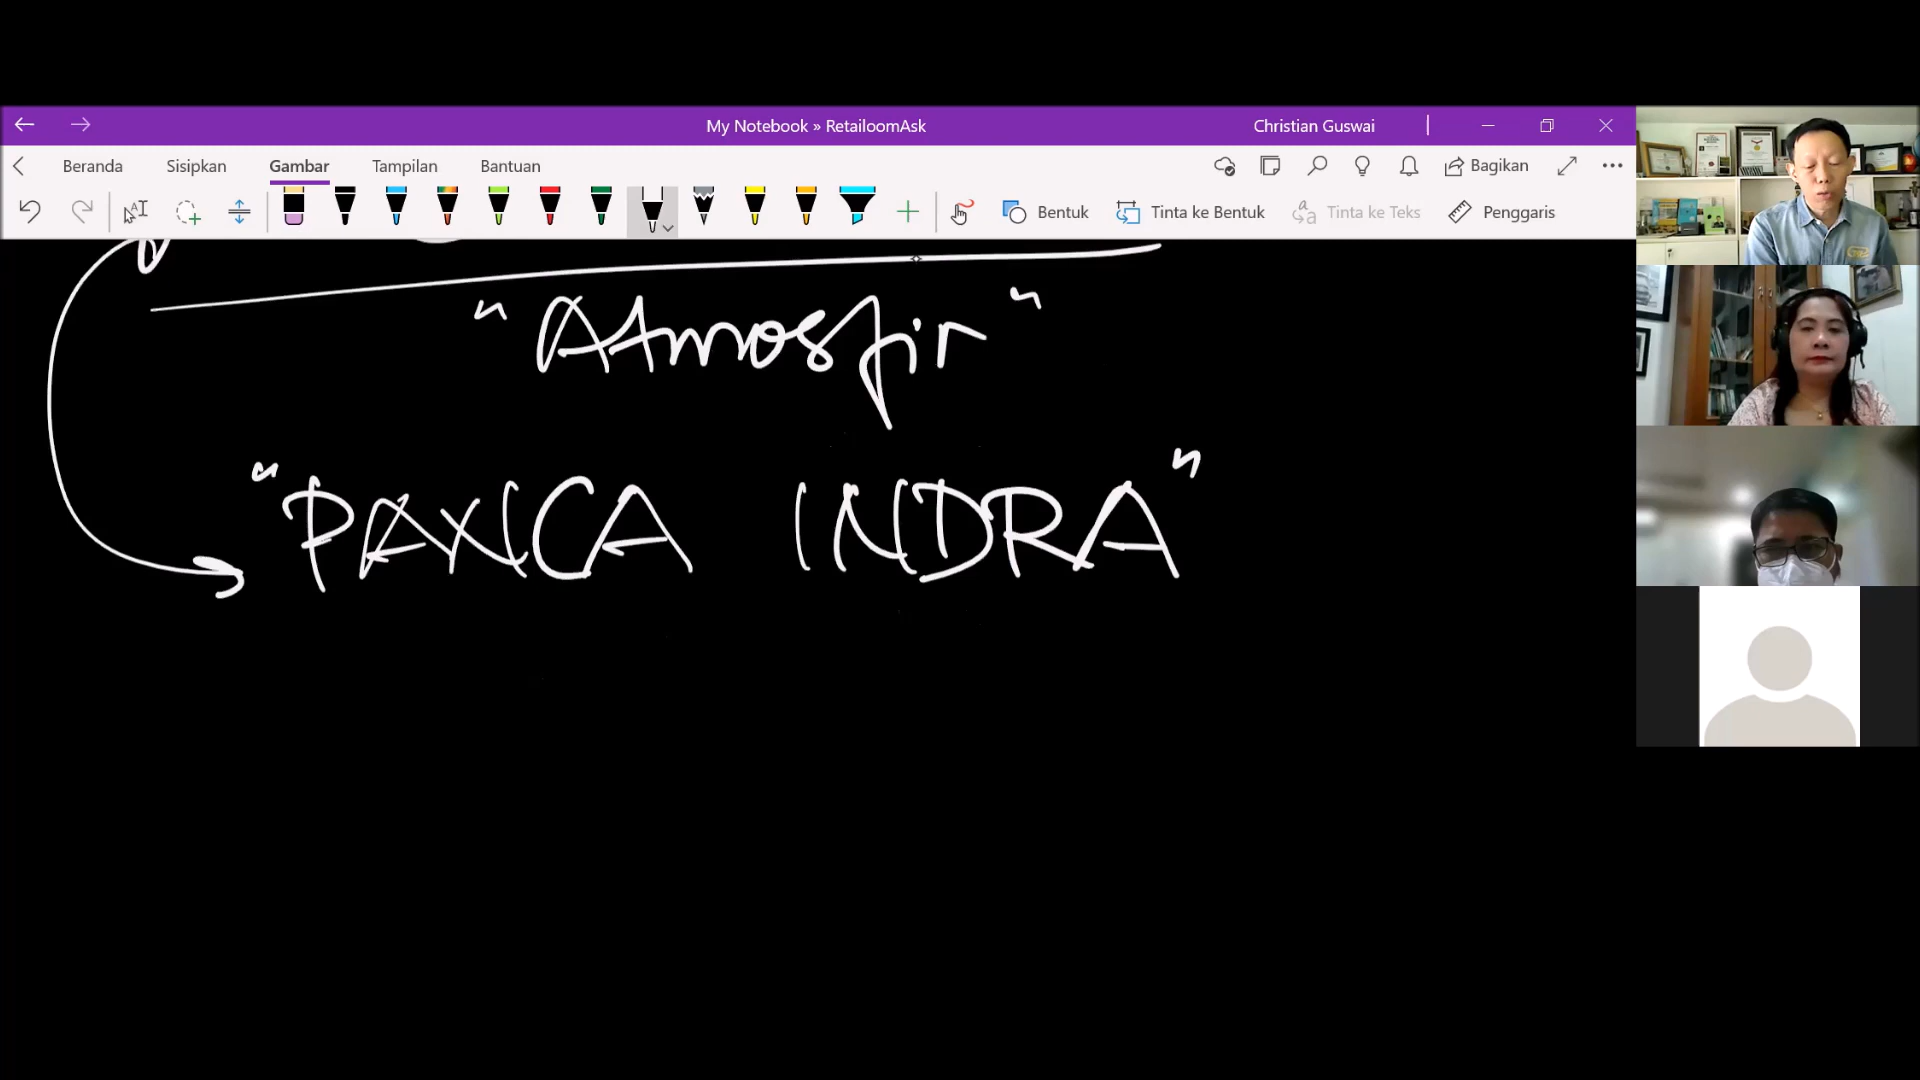 My Notebook » RetailoomAsk
Christian Guswai
Beranda Sisipkan Gambar Tampilan Bantuan
Bagikan
Bentuk Tinta ke Bentuk Tinta ke Teks Penggaris
"Atmosfir"
"PANCA INDRA"